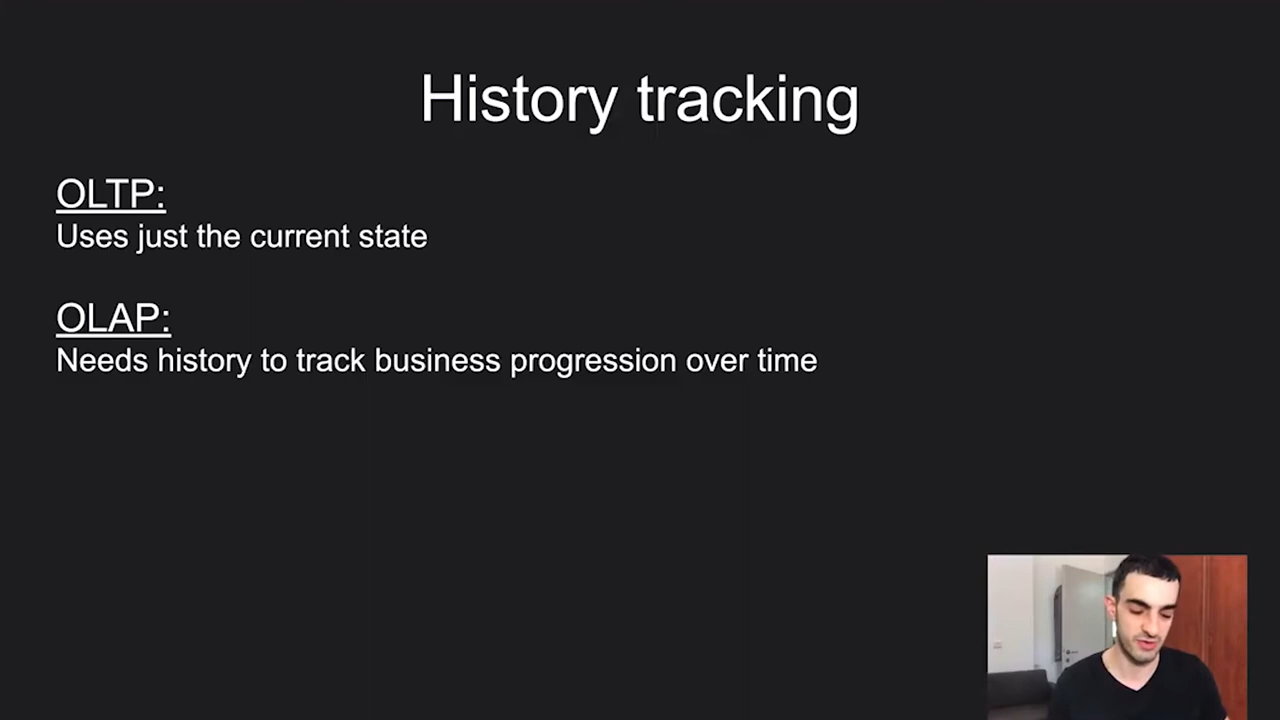 History tracking
OLTP:
Uses just the current state
OLAP:
Needs history to track business progression over time